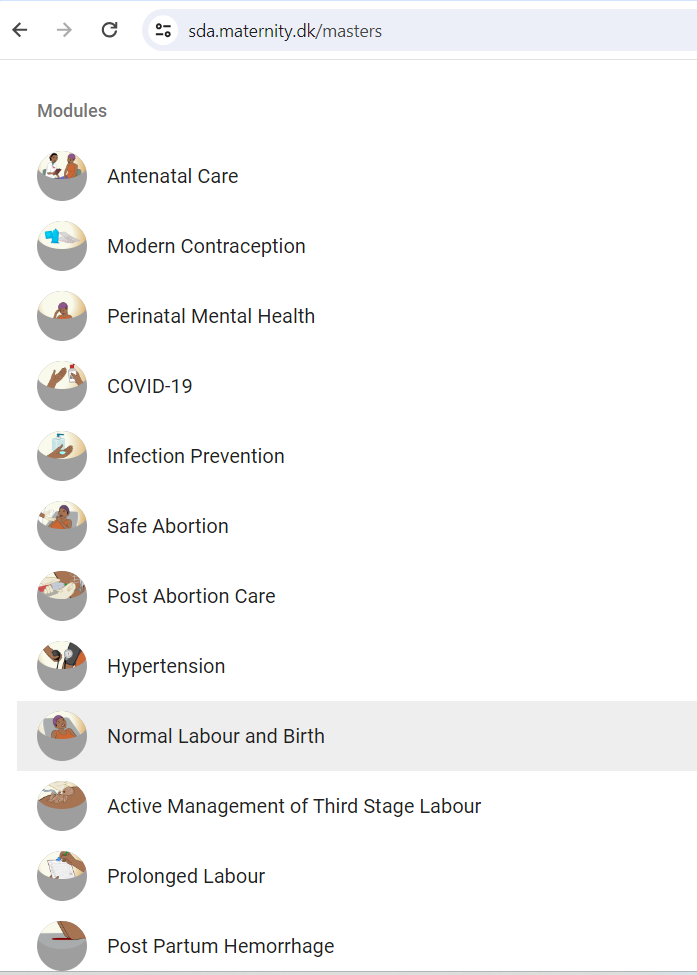 sda.maternity.dk/masters
Modules
Antenatal Care
Modern Contraception
Perinatal Mental Health
COVID-19
Infection Prevention
Safe Abortion
Post Abortion Care
Hypertension
Normal Labour and Birth
Active Management of Third Stage Labour
Prolonged Labour
Post Partum Hemorrhage